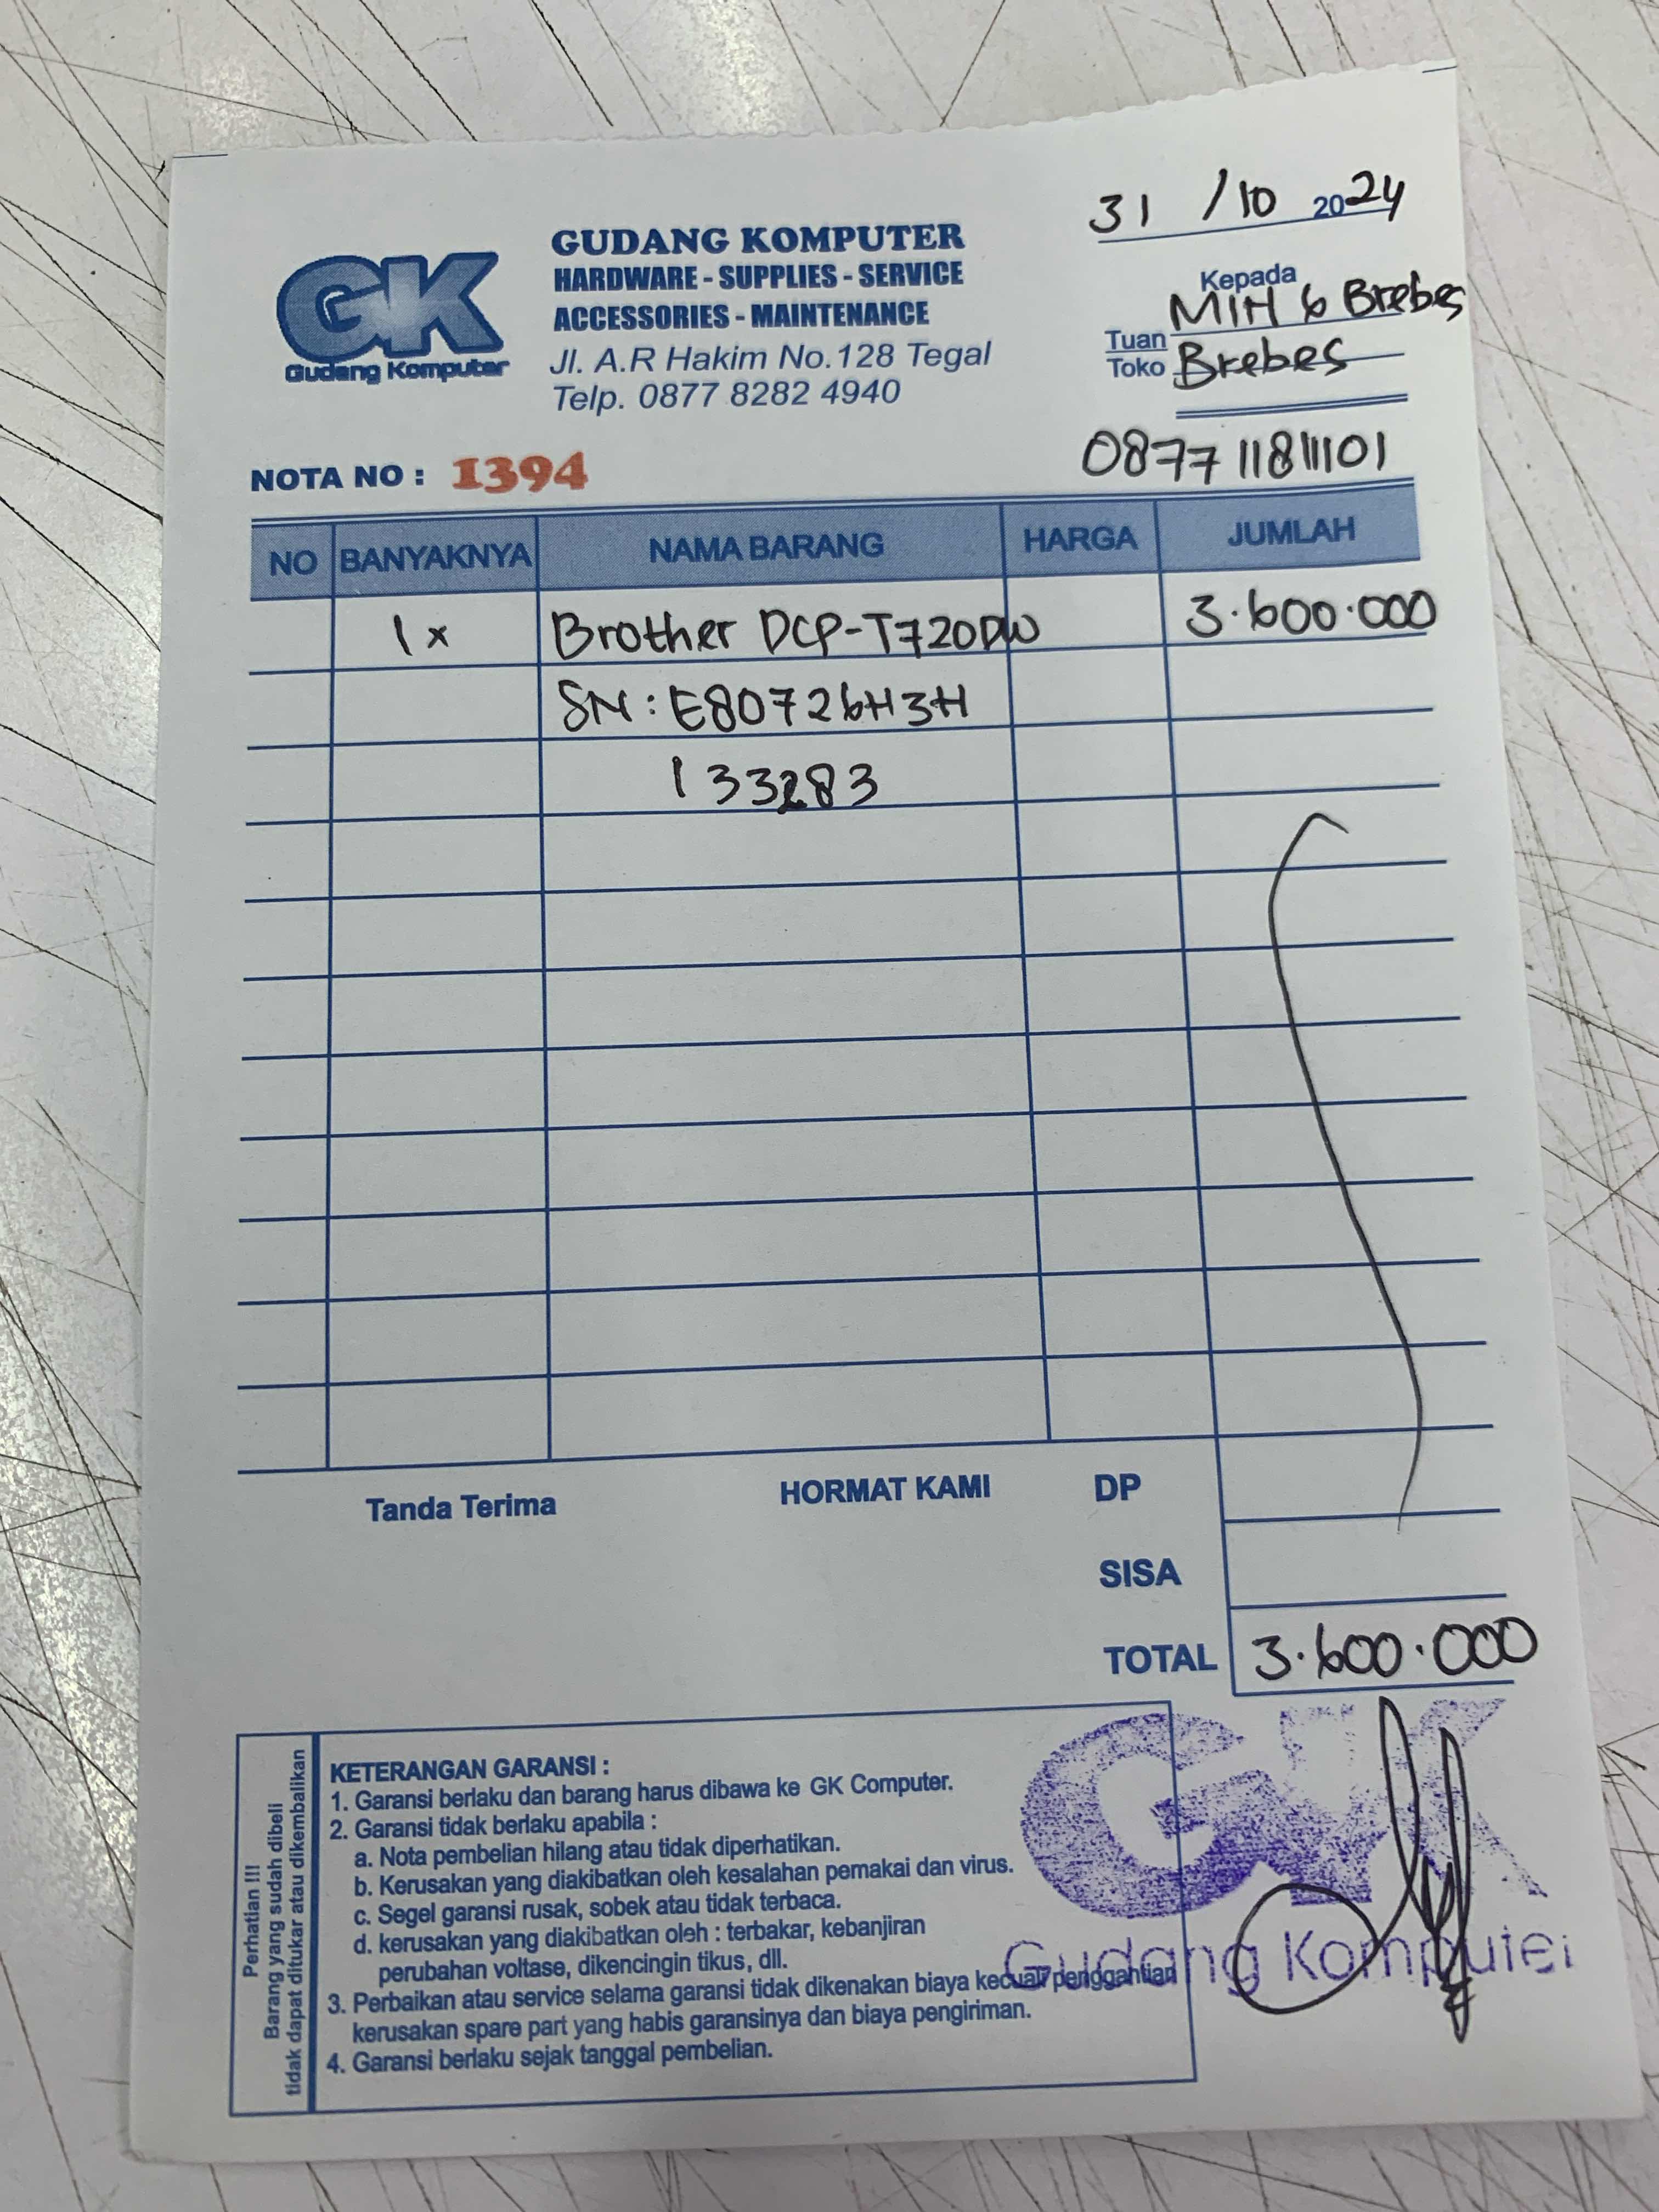 31 /10 2024
GK
Gudang Komputer
GUDANG KOMPUTER
HARDWARE - SUPPLIES - SERVICE
ACCESSORIES - MAINTENANCE
Jl. A.R Hakim No.128 Tegal
Telp. 0877 8282 4940
Kepada
Tuan MIH 6 Brebes
Toko Brebes
NOTA NO : 1394
0877 11811101
NO BANYAKNYA NAMA BARANG HARGA JUMLAH
1x Brother DCP-T720DW 3.600.000
SN : E80726H3H
133283
Tanda Terima HORMAT KAMI DP
SISA
TOTAL 3.600.000
Perhatian !!!
Barang yang sudah dibeli
tidak dapat ditukar atau dikembalikan
KETERANGAN GARANSI :
1. Garansi berlaku dan barang harus dibawa ke GK Computer.
2. Garansi tidak berlaku apabila :
a. Nota pembelian hilang atau tidak diperhatikan.
b. Kerusakan yang diakibatkan oleh kesalahan pemakai dan virus.
c. Segel garansi rusak, sobek atau tidak terbaca.
d. kerusakan yang diakibatkan oleh : terbakar, kebanjiran
perubahan voltase, dikencingin tikus, dll.
3. Perbaikan atau service selama garansi tidak dikenakan biaya kecuali penggantian
kerusakan spare part yang habis garansinya dan biaya pengiriman.
4. Garansi berlaku sejak tanggal pembelian.
GK
Gudang Komputer